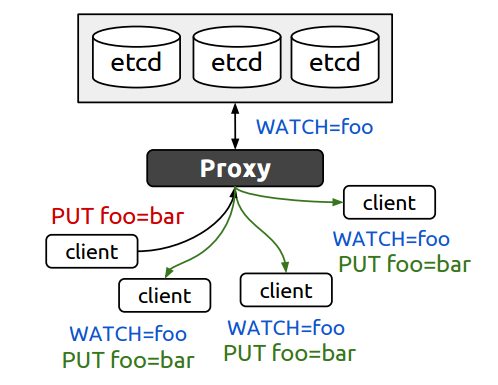 etcd etcd etcd
WATCH=foo
Proxy
client
PUT foo=bar
WATCH=foo
client
PUT foo=bar
client
client
WATCH=foo
WATCH=foo
PUT foo=bar
PUT foo=bar